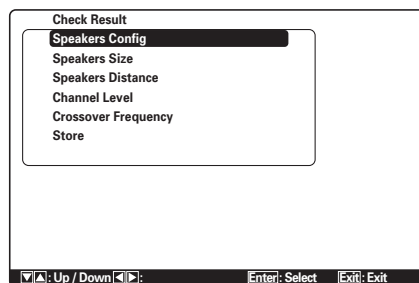 Check Result
Speakers Config
Speakers Size
Speakers Distance
Channel Level
Crossover Frequency
Store
▼▲: Up / Down ◀▶: Enter: Select Exit: Exit